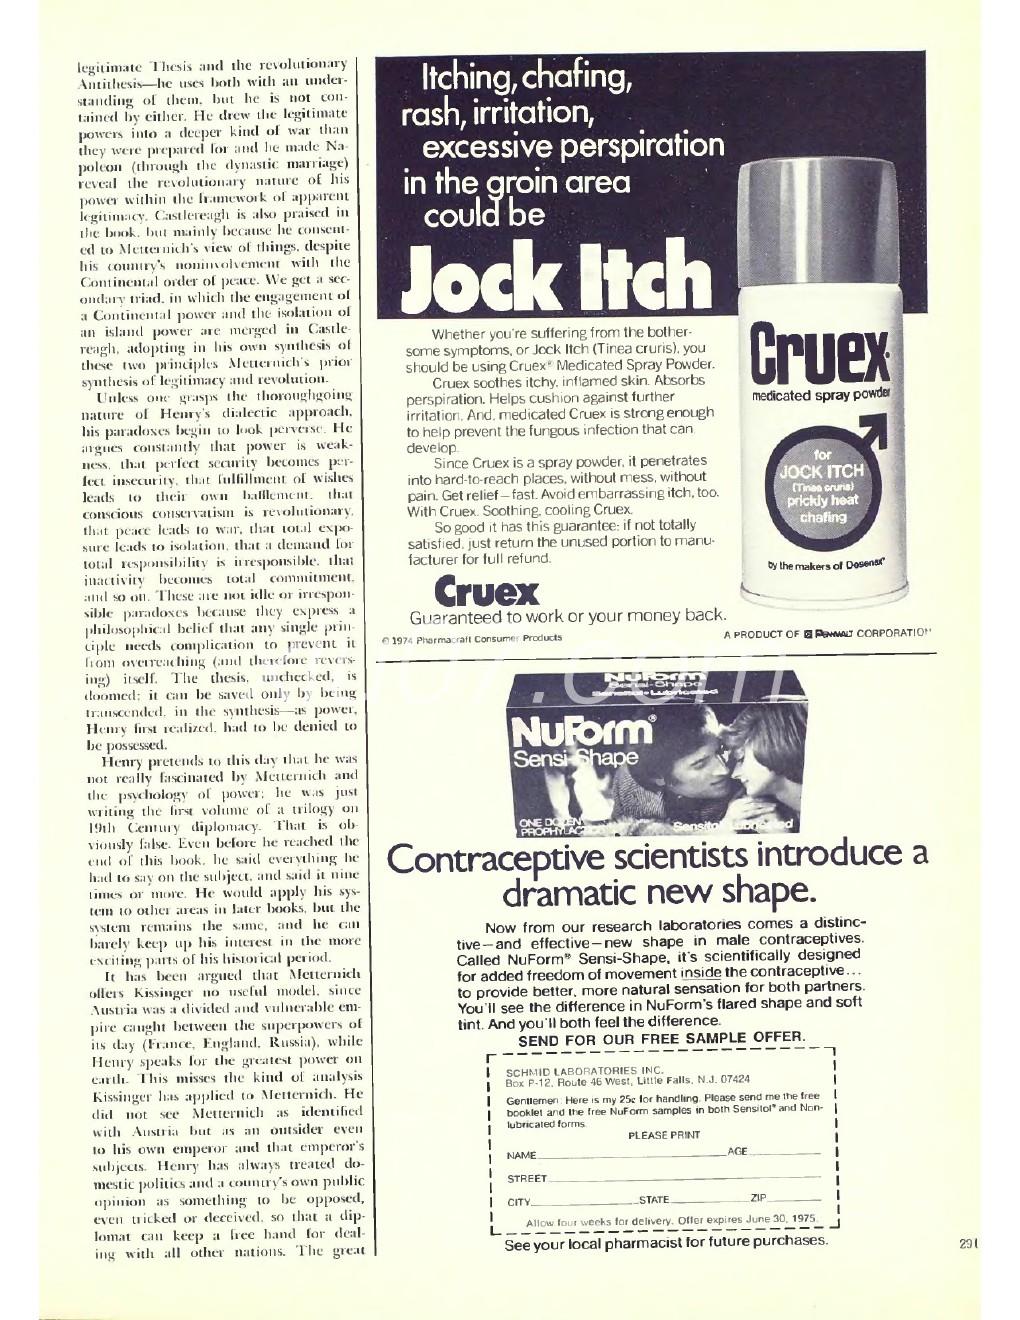 legitimate Thesis and the revolutionary
Antithesis—he uses both with an under-
standing of them, but he is not con-
tained by either. He drew the legitimate
powers into a deeper kind of war than
they were prepared for and he made Na-
poleon (through the dynastic marriage)
reveal the revolutionary nature of his
power within the framework of apparent
legitimacy. Castlereagh is also praised in
the book, but mainly because he consent-
ed to Metternich's view of things, despite
his country's noninvolvement with the
Continental order of peace. We get a sec-
ondary triad, in which the engagement of
a Continental power and the isolation of
an island power are merged in Castle-
reagh, adopting in his own synthesis of
these two principles Metternich's prior
synthesis of legitimacy and revolution.
Unless one grasps the thoroughgoing
nature of Henry's dialectic approach,
his paradoxes begin to look perverse. He
argues constantly that power is weak-
ness, that perfect security becomes per-
fect insecurity, that fulfillment of wishes
leads to their own bafflement, that
conscious conservatism is revolutionary,
that peace leads to war, that total expo-
sure leads to isolation, that a demand for
total responsibility is irresponsible, that
inactivity becomes total commitment,
and so on. These are not idle or irrespon-
sible paradoxes because they express a
philosophical belief that any single prin-
ciple needs complication to prevent it
from overreaching (and therefore revers-
ing) itself. The thesis, unchecked, is
doomed; it can be saved only by being
transcended, in the synthesis—as power,
Henry first realized, had to be denied to
be possessed.
Henry pretends to this day that he was
not really fascinated by Metternich and
the psychology of power; he was just
writing the first volume of a trilogy on
19th Century diplomacy. That is ob-
viously false. Even before he reached the
end of this book, he said everything he
had to say on the subject, and said it nine
times or more. He would apply his sys-
tem to other areas in later books, but the
system remains the same, and he can
barely keep up his interest in the more
exciting parts of his historical period.
It has been argued that Metternich
offers Kissinger no useful model, since
Austria was a divided and vulnerable em-
pire caught between the superpowers of
its day (France, England, Russia), while
Henry speaks for the greatest power on
earth. This misses the kind of analysis
Kissinger has applied to Metternich. He
did not see Metternich as identified
with Austria but as an outsider even
to his own emperor and that emperor's
subjects. Henry has always treated do-
mestic politics and a country's own public
opinion as something to be opposed,
even tricked or deceived, so that a dip-
lomat can keep a free hand for deal-
ing with all other nations. The great
Itching, chafing,
rash, irritation,
excessive perspiration
in the groin area
could be
Jock Itch
Whether you're suffering from the bother-
some symptoms, or Jock Itch (Tinea cruris), you
should be using Cruex® Medicated Spray Powder.
Cruex soothes itchy, inflamed skin. Absorbs
perspiration. Helps cushion against further
irritation. And, medicated Cruex is strong enough
to help prevent the fungous infection that can
develop.
Since Cruex is a spray powder, it penetrates
into hard-to-reach places, without mess, without
pain. Get relief—fast. Avoid embarrassing itch, too.
With Cruex. Soothing, cooling Cruex.
So good it has this guarantee: if not totally
satisfied, just return the unused portion to manu-
facturer for full refund.
Cruex
Guaranteed to work or your money back.
© 1974 Pharmacraft Consumer Products
A PRODUCT OF PENNWALT CORPORATION
Cruex
medicated spray powder
for
JOCK ITCH
(Tinea cruris)
prickly heat
chafing
by the makers of Desenex®
NuForm
Sensi-Shape
Sensitol-Lubricated
NuForm®
Sensi-Shape
ONE DOZEN
PROPHYLACTICS
Sensitol Lubricated
Contraceptive scientists introduce a
dramatic new shape.
Now from our research laboratories comes a distinc-
tive—and effective—new shape in male contraceptives.
Called NuForm® Sensi-Shape, it's scientifically designed
for added freedom of movement inside the contraceptive...
to provide better, more natural sensation for both partners.
You'll see the difference in NuForm's flared shape and soft
tint. And you'll both feel the difference.
SEND FOR OUR FREE SAMPLE OFFER.
SCHMID LABORATORIES INC.
Box P-12, Route 46 West, Little Falls, N.J. 07424
Gentlemen: Here is my 25¢ for handling. Please send me the free
booklet and the free NuForm samples in both Sensitol® and Non-
lubricated forms.
PLEASE PRINT
NAME AGE
STREET
CITY STATE ZIP
Allow four weeks for delivery. Offer expires June 30, 1975.
See your local pharmacist for future purchases.
291